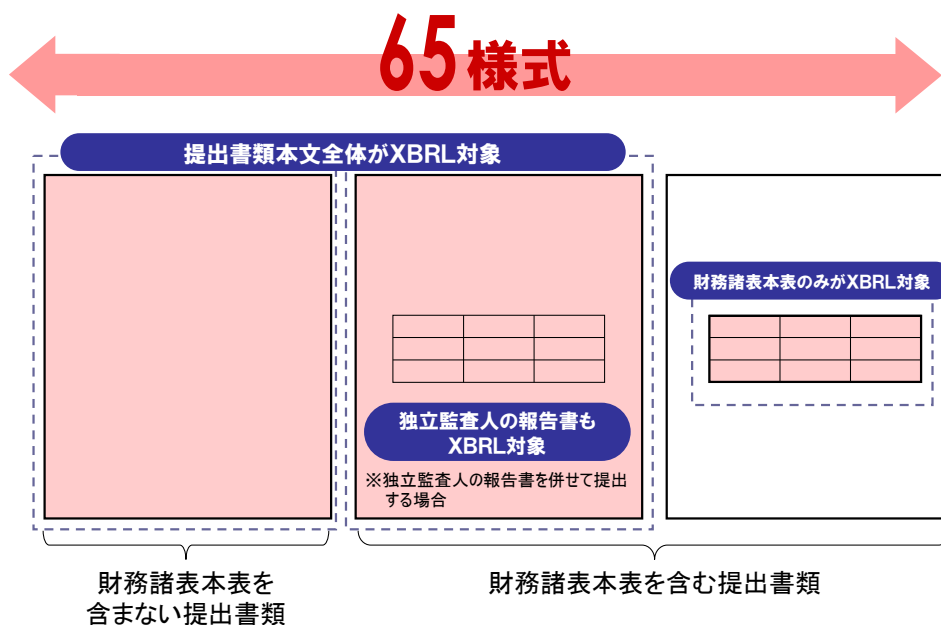 65様式
提出書類本文全体がXBRL対象
財務諸表本表のみがXBRL対象
独立監査人の報告書も
XBRL対象
※独立監査人の報告書を併せて提出
する場合
財務諸表本表を
含まない提出書類
財務諸表本表を含む提出書類